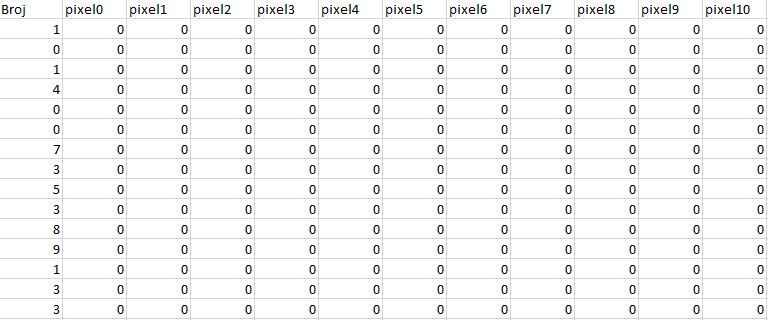 Broj pixel0 pixel1 pixel2 pixel3 pixel4 pixel5 pixel6 pixel7 pixel8 pixel9 pixel10
1 0 0 0 0 0 0 0 0 0 0 0
0 0 0 0 0 0 0 0 0 0 0 0
1 0 0 0 0 0 0 0 0 0 0 0
4 0 0 0 0 0 0 0 0 0 0 0
0 0 0 0 0 0 0 0 0 0 0 0
0 0 0 0 0 0 0 0 0 0 0 0
7 0 0 0 0 0 0 0 0 0 0 0
3 0 0 0 0 0 0 0 0 0 0 0
5 0 0 0 0 0 0 0 0 0 0 0
3 0 0 0 0 0 0 0 0 0 0 0
8 0 0 0 0 0 0 0 0 0 0 0
9 0 0 0 0 0 0 0 0 0 0 0
1 0 0 0 0 0 0 0 0 0 0 0
3 0 0 0 0 0 0 0 0 0 0 0
3 0 0 0 0 0 0 0 0 0 0 0